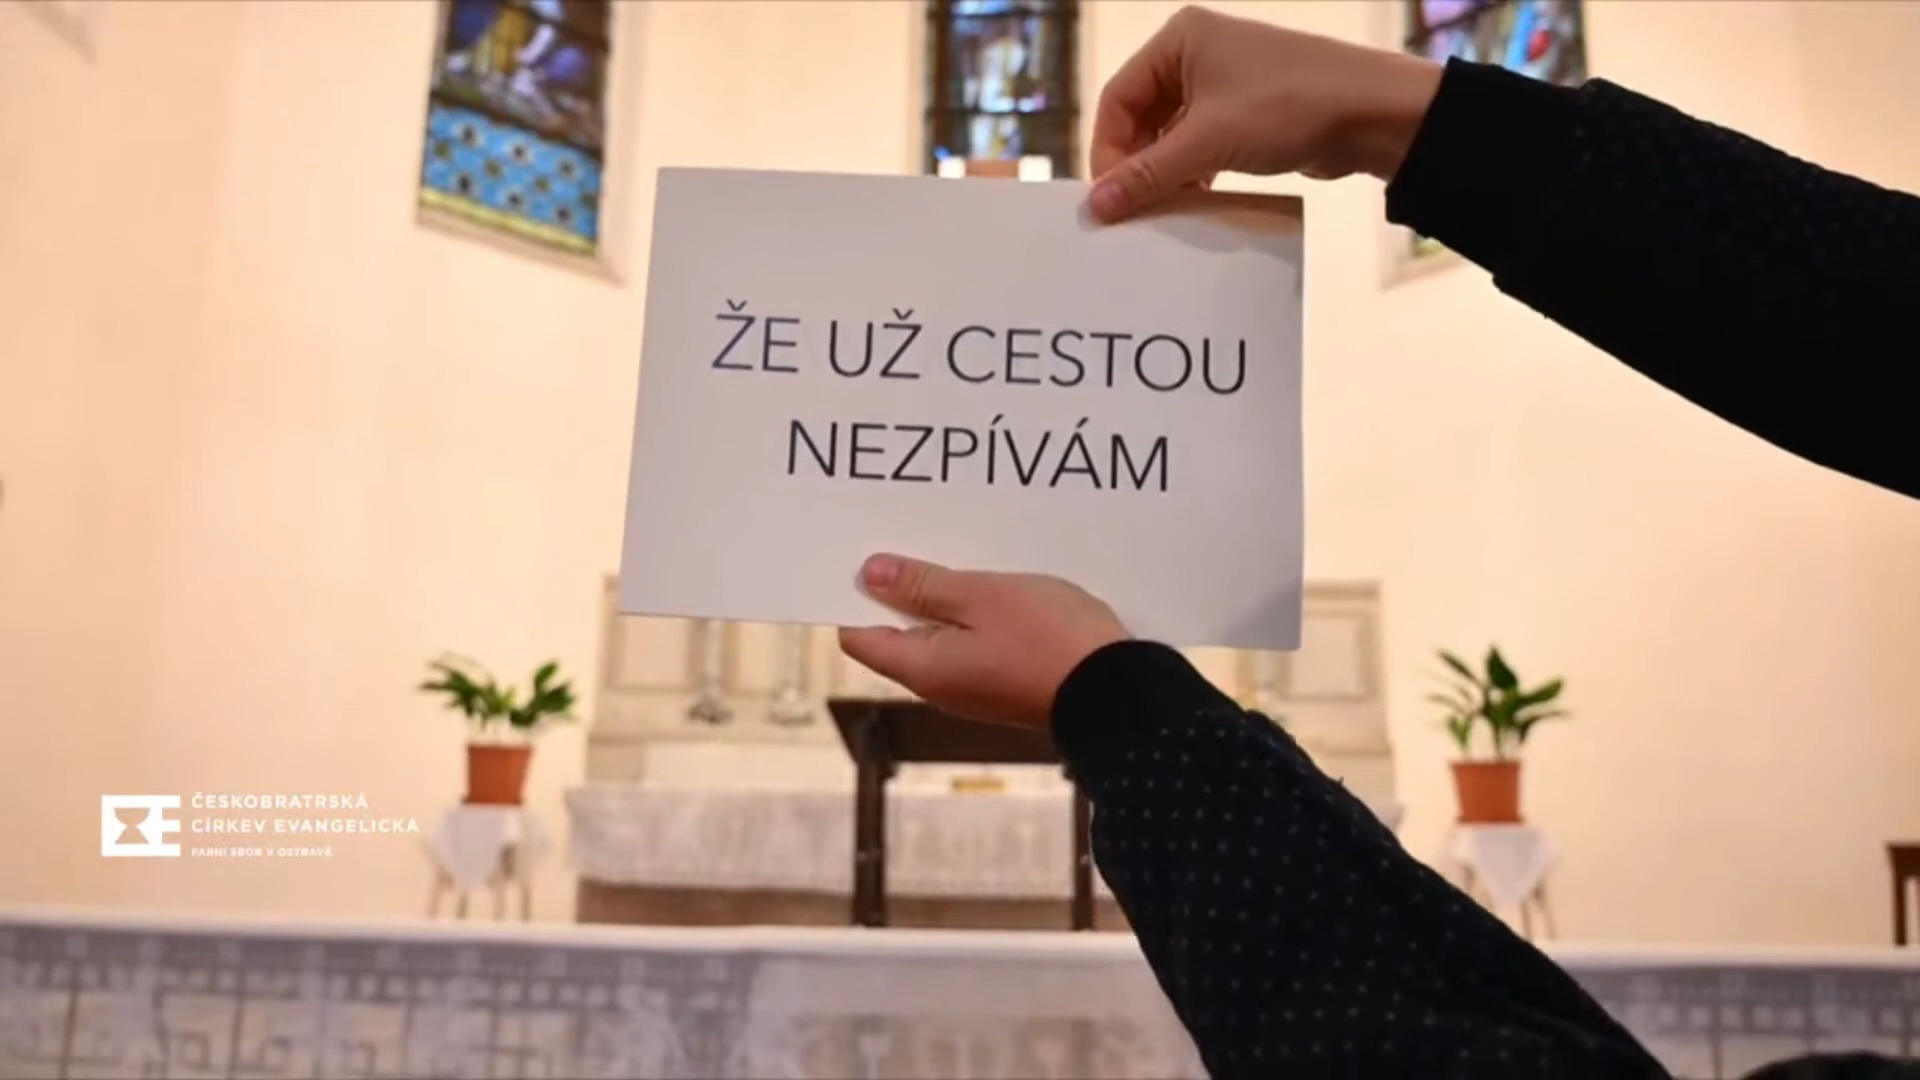 ŽE UŽ CESTOU
NEZPÍVÁM
ČESKOBRATRSKÁ
CÍRKEV EVANGELICKÁ
FARNÍ SBOR V OSTRAVĚ